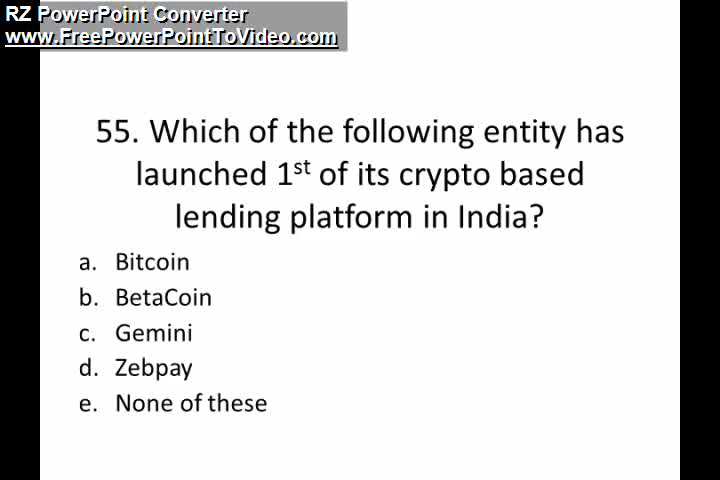 RZ PowerPoint Converter
www.FreePowerPointToVideo.com
55. Which of the following entity has
launched 1st of its crypto based
lending platform in India?
a. Bitcoin
b. BetaCoin
c. Gemini
d. Zebpay
e. None of these